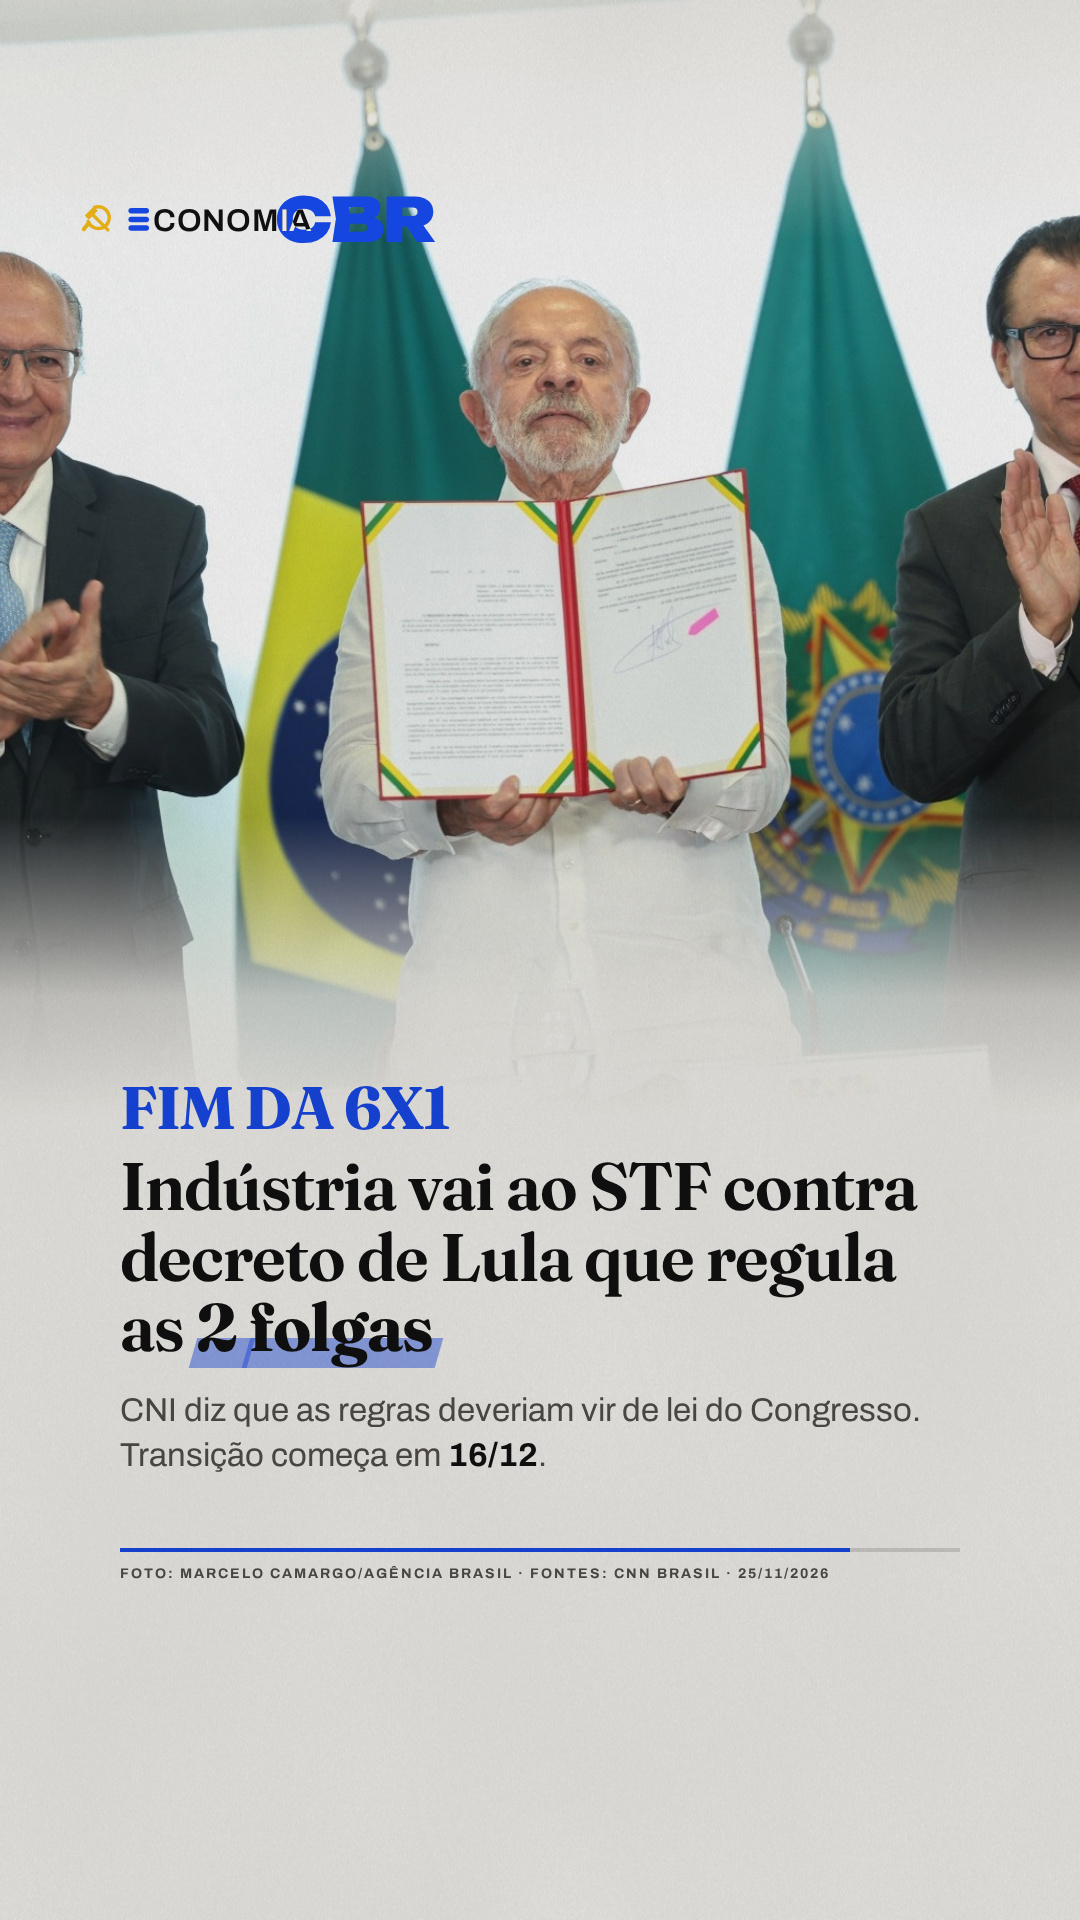 ECONOMIA CBR
FIM DA 6X1
Indústria vai ao STF contra
decreto de Lula que regula
as 2 folgas
CNI diz que as regras deveriam vir de lei do Congresso.
Transição começa em 16/12.
FOTO: MARCELO CAMARGO/AGÊNCIA BRASIL · FONTES: CNN BRASIL · 25/11/2026